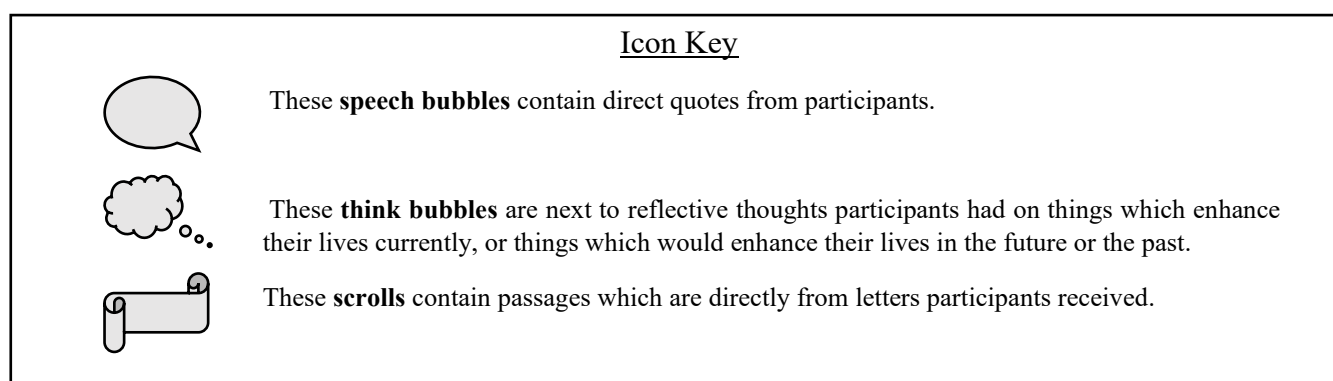 Icon Key
These speech bubbles contain direct quotes from participants.
These think bubbles are next to reflective thoughts participants had on things which enhance
their lives currently, or things which would enhance their lives in the future or the past.
These scrolls contain passages which are directly from letters participants received.